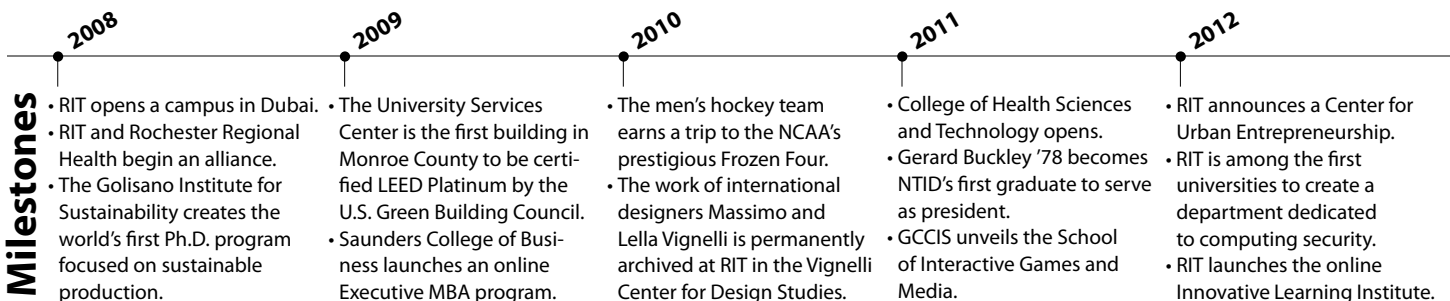 2008
2009
2010
2011
2012
Milestones
• RIT opens a campus in Dubai.
• RIT and Rochester Regional
Health begin an alliance.
• The Golisano Institute for
Sustainability creates the
world’s first Ph.D. program
focused on sustainable
production.
• The University Services
Center is the first building in
Monroe County to be certi-
fied LEED Platinum by the
U.S. Green Building Council.
• Saunders College of Busi-
ness launches an online
Executive MBA program.
• The men’s hockey team
earns a trip to the NCAA’s
prestigious Frozen Four.
• The work of international
designers Massimo and
Lella Vignelli is permanently
archived at RIT in the Vignelli
Center for Design Studies.
• College of Health Sciences
and Technology opens.
• Gerard Buckley ’78 becomes
NTID’s first graduate to serve
as president.
• GCCIS unveils the School
of Interactive Games and
Media.
• RIT announces a Center for
Urban Entrepreneurship.
• RIT is among the first
universities to create a
department dedicated
to computing security.
• RIT launches the online
Innovative Learning Institute.